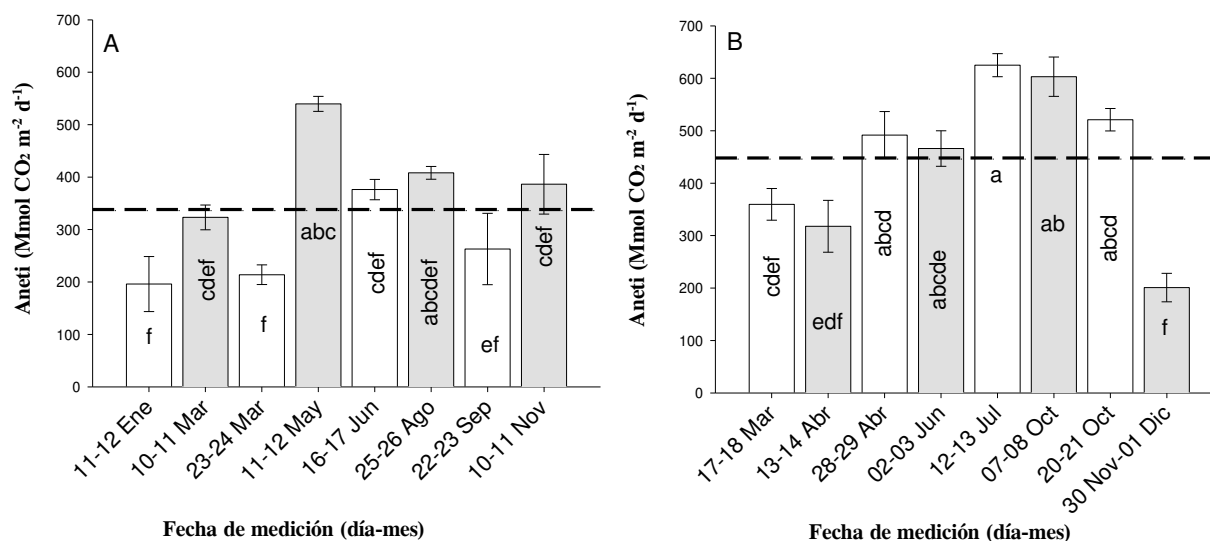 A
Aneti (Mmol CO₂ m⁻² d⁻¹)
700
600
500
400
300
200
100
0
f
cdef
f
abc
cdef
abcdef
ef
cdef
11-12 Ene
10-11 Mar
23-24 Mar
11-12 May
16-17 Jun
25-26 Ago
22-23 Sep
10-11 Nov
Fecha de medición (día-mes)
B
Aneti (Mmol CO₂ m⁻² d⁻¹)
700
600
500
400
300
200
100
0
cdef
edf
abcd
abcde
a
ab
abcd
f
17-18 Mar
13-14 Abr
28-29 Abr
02-03 Jun
12-13 Jul
07-08 Oct
20-21 Oct
30 Nov-01 Dic
Fecha de medición (día-mes)